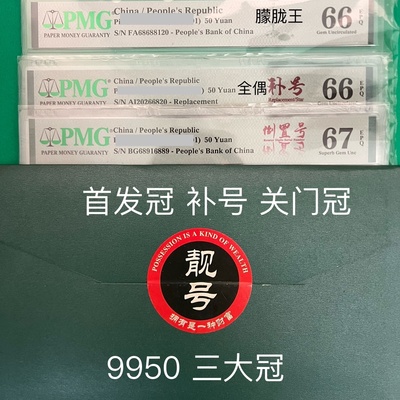 PMG
PAPER MONEY GUARANTY
China / People's Republic
50 Yuan
S/N FA68688120 - People's Bank of China
朦胧王
66 EPQ
Gem Uncirculated
PMG
PAPER MONEY GUARANTY
China / People's Republic
50 Yuan
S/N AI20266820 - Replacement
全偶补号
66 EPQ
PMG
PAPER MONEY GUARANTY
China / People's Republic
50 Yuan
S/N BG68916889 - People's Bank of China
倒置号
67 EPQ
Superb Gem Unc
首发冠 补号 关门冠
POSSESSION IS A KIND OF WEALTH
靓号
拥有是一种财富
9950 三大冠